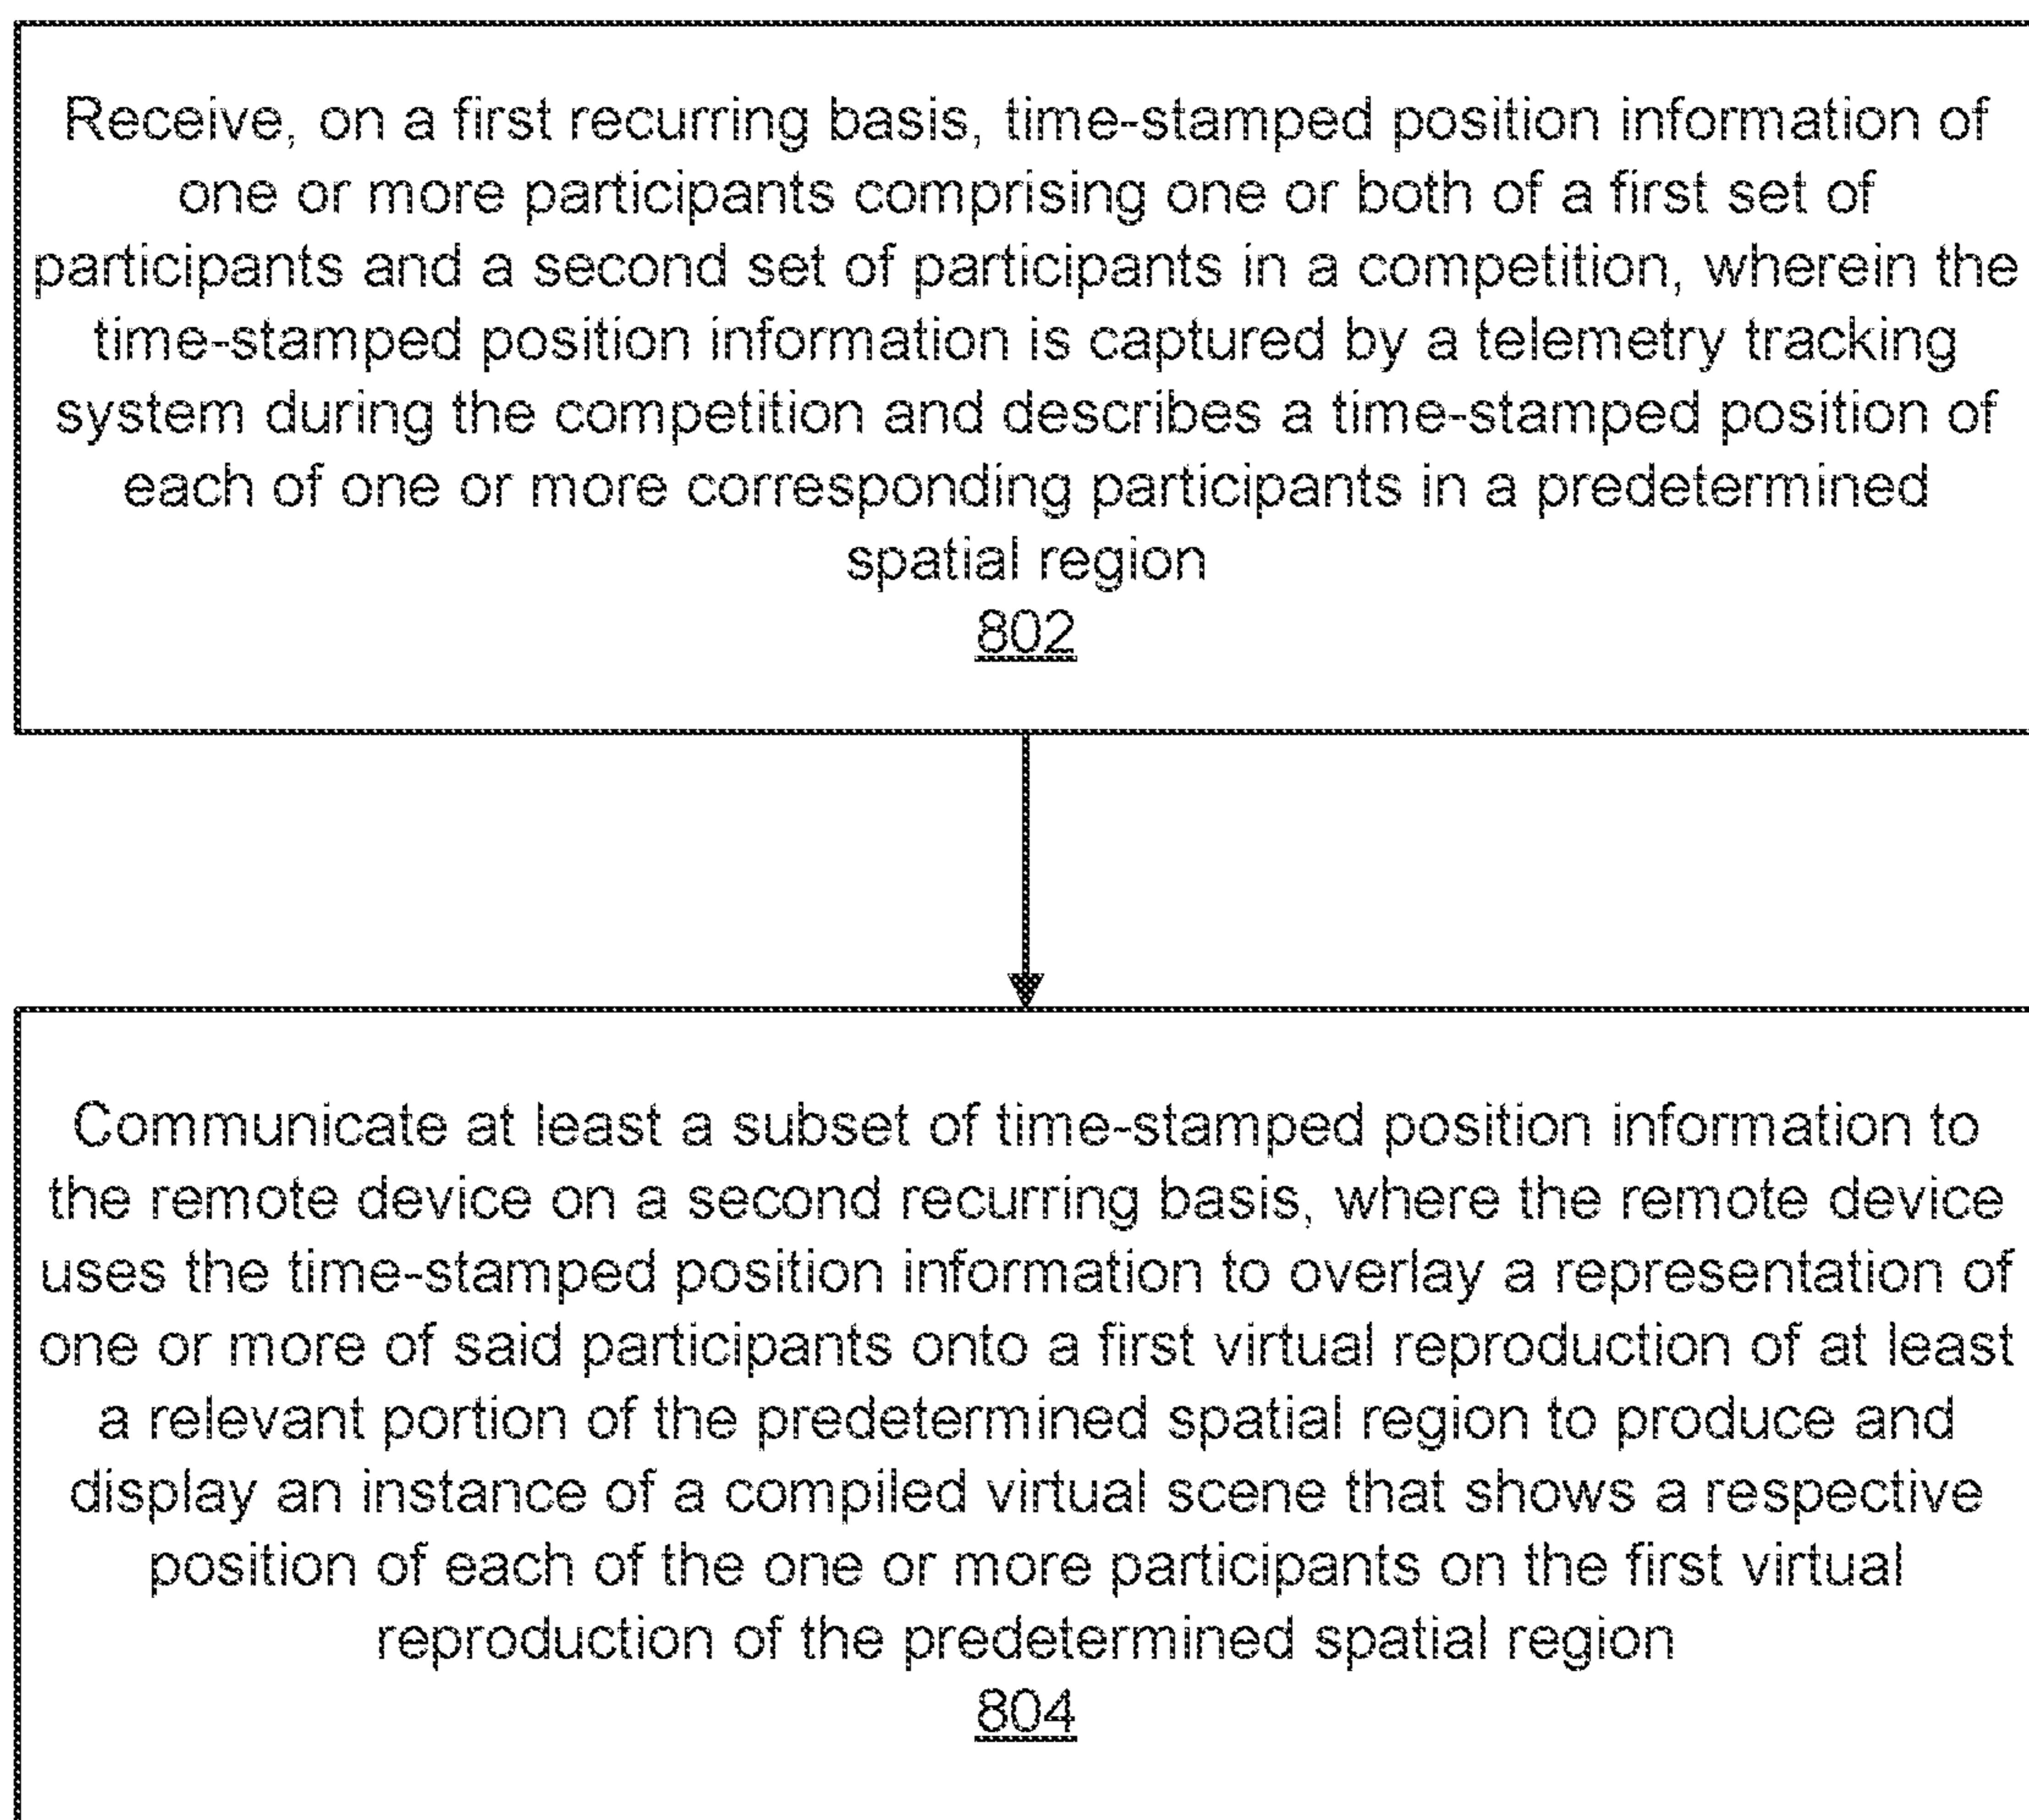 Receive, on a first recurring basis, time-stamped position information of
one or more participants comprising one or both of a first set of
participants and a second set of participants in a competition, wherein the
time-stamped position information is captured by a telemetry tracking
system during the competition and describes a time-stamped position of
each of one or more corresponding participants in a predetermined
spatial region
802
Communicate at least a subset of time-stamped position information to
the remote device on a second recurring basis, where the remote device
uses the time-stamped position information to overlay a representation of
one or more of said participants onto a first virtual reproduction of at least
a relevant portion of the predetermined spatial region to produce and
display an instance of a compiled virtual scene that shows a respective
position of each of the one or more participants on the first virtual
reproduction of the predetermined spatial region
804